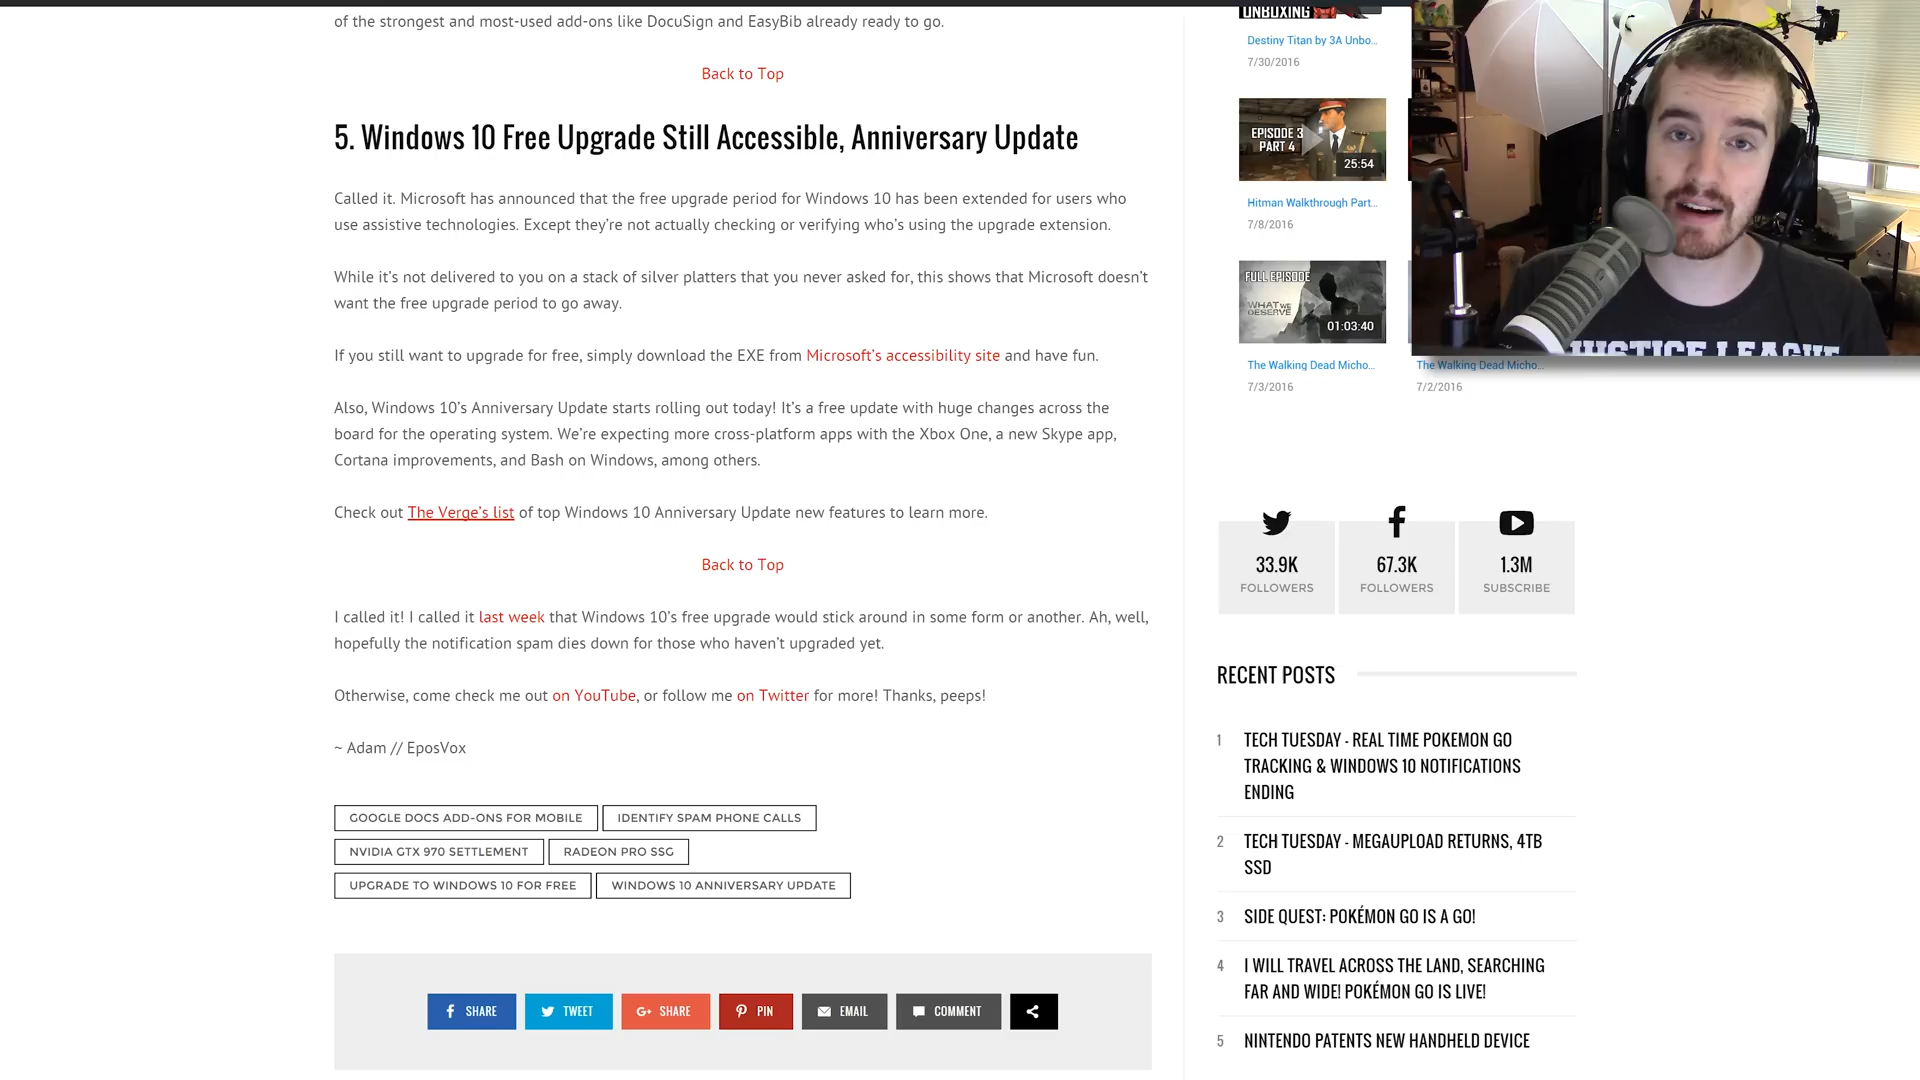 of the strongest and most-used add-ons like DocuSign and EasyBib already ready to go.
Back to Top
5. Windows 10 Free Upgrade Still Accessible, Anniversary Update
Called it. Microsoft has announced that the free upgrade period for Windows 10 has been extended for users who
use assistive technologies. Except they're not actually checking or verifying who's using the upgrade extension.
While it's not delivered to you on a stack of silver platters that you never asked for, this shows that Microsoft doesn't
want the free upgrade period to go away.
If you still want to upgrade for free, simply download the EXE from Microsoft's accessibility site and have fun.
Also, Windows 10's Anniversary Update starts rolling out today! It's a free update with huge changes across the
board for the operating system. We're expecting more cross-platform apps with the Xbox One, a new Skype app,
Cortana improvements, and Bash on Windows, among others.
Check out The Verge's list of top Windows 10 Anniversary Update new features to learn more.
Back to Top
I called it! I called it last week that Windows 10's free upgrade would stick around in some form or another. Ah, well,
hopefully the notification spam dies down for those who haven't upgraded yet.
Otherwise, come check me out on YouTube, or follow me on Twitter for more! Thanks, peeps!
~ Adam // EposVox
GOOGLE DOCS ADD-ONS FOR MOBILE
IDENTIFY SPAM PHONE CALLS
NVIDIA GTX 970 SETTLEMENT
RADEON PRO SSG
UPGRADE TO WINDOWS 10 FOR FREE
WINDOWS 10 ANNIVERSARY UPDATE
SHARE
TWEET
G+ SHARE
PIN
EMAIL
COMMENT
UNBOXING
Destiny Titan by 3A Unbo...
7/30/2016
EPISODE 3
PART 4
25:54
Hitman Walkthrough Part...
7/8/2016
FULL EPISODE
WHAT WE
DESERVE
01:03:40
The Walking Dead Micho...
7/3/2016
The Walking Dead Micho...
7/2/2016
JUSTICE LEAGUE
33.9K
FOLLOWERS
67.3K
FOLLOWERS
1.3M
SUBSCRIBE
RECENT POSTS
1 TECH TUESDAY - REAL TIME POKEMON GO
TRACKING & WINDOWS 10 NOTIFICATIONS
ENDING
2 TECH TUESDAY - MEGAUPLOAD RETURNS, 4TB
SSD
3 SIDE QUEST: POKÉMON GO IS A GO!
4 I WILL TRAVEL ACROSS THE LAND, SEARCHING
FAR AND WIDE! POKÉMON GO IS LIVE!
5 NINTENDO PATENTS NEW HANDHELD DEVICE